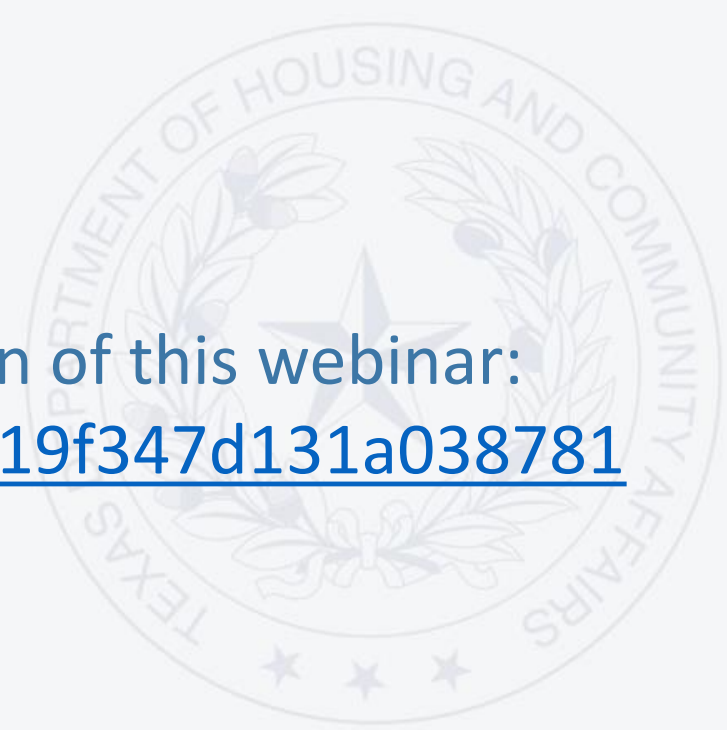 n of this webinar:
19f347d131a038781
TEXAS DEPARTMENT OF HOUSING AND COMMUNITY AFFAIRS